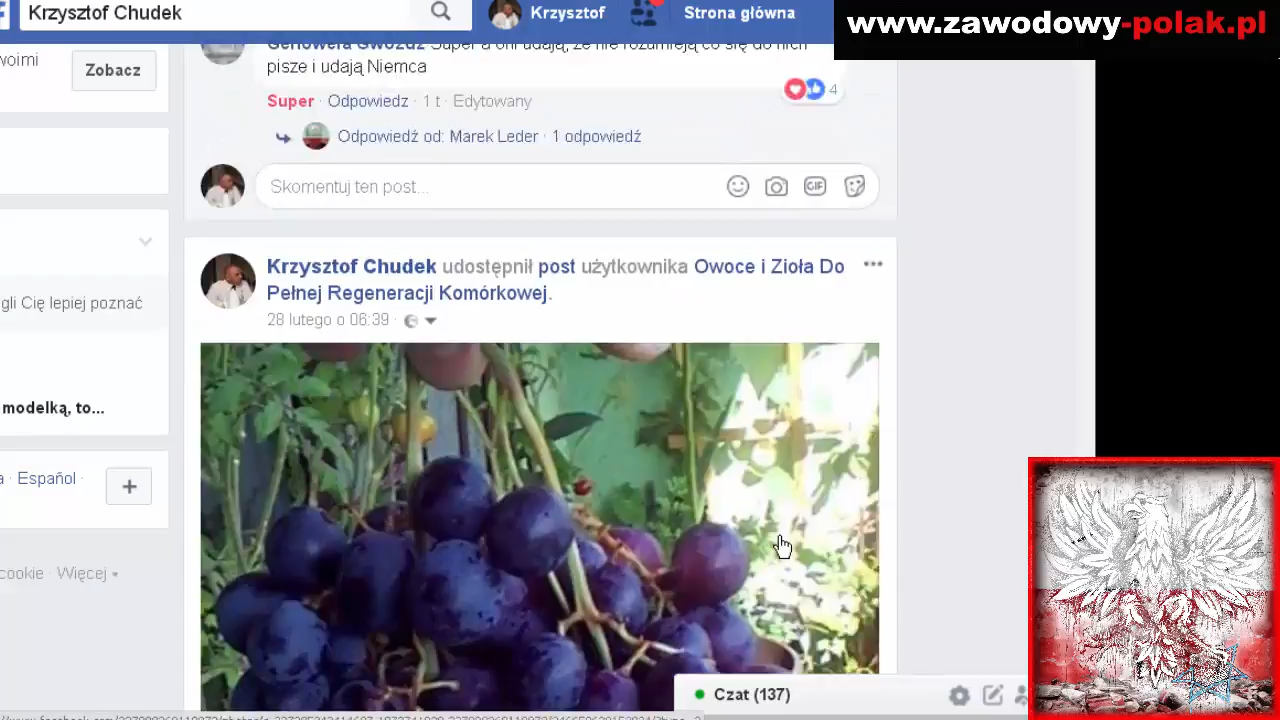 Krzysztof Chudek
Krzysztof
Strona główna
www.zawodowy-polak.pl
woimi
Zobacz
Genowera Gwóźdź Super a oni udają, że nie rozumieją co się do nich
pisze i udają Niemca
Super · Odpowiedz · 1 t · Edytowany
4
Odpowiedź od: Marek Leder · 1 odpowiedź
Skomentuj ten post...
GIF
Krzysztof Chudek udostępnił post użytkownika Owoce i Zioła Do
Pełnej Regeneracji Komórkowej.
28 lutego o 06:39 ·
gli Cię lepiej poznać
modelką, to...
a · Español ·
cookie · Więcej
Czat (137)